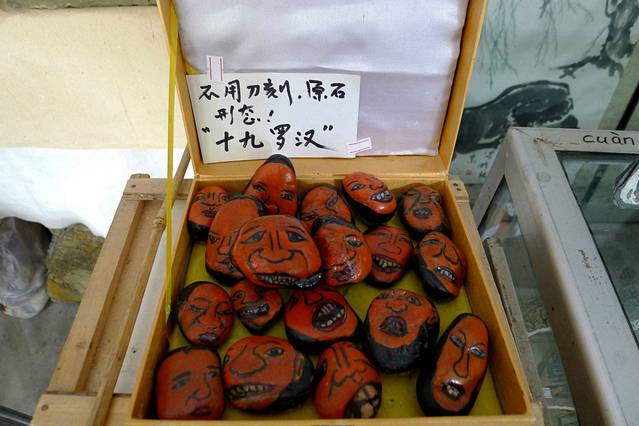 不用刀刻.原石
形态！
“十九罗汉”
cuàn